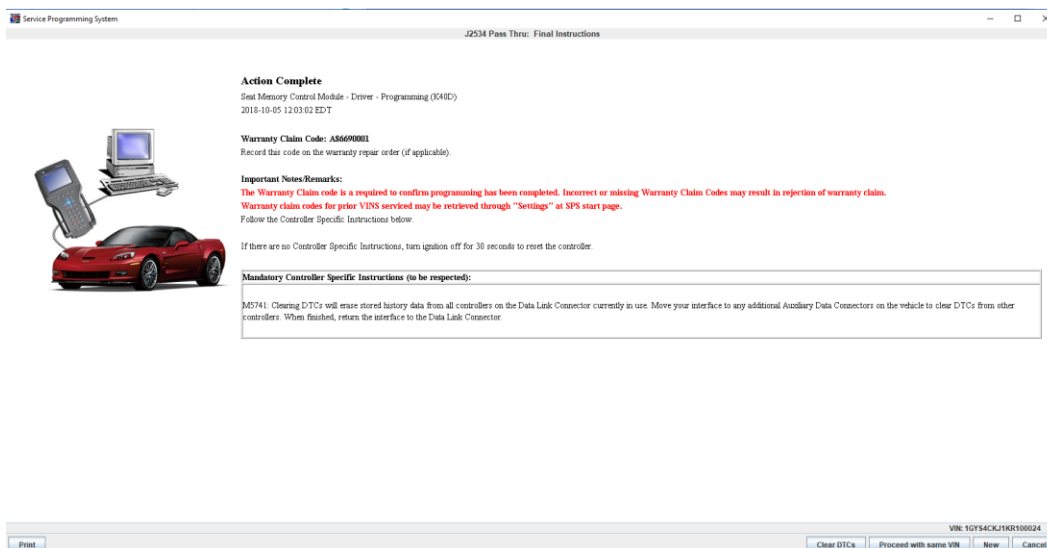 Service Programming System
J2534 Pass Thru: Final Instructions
Action Complete
Seat Memory Control Module - Driver - Programming (K40D)
2018-10-05 12:03:02 EDT
Warranty Claim Code: A86690001
Record this code on the warranty repair order (if applicable).
Important Notes/Remarks:
The Warranty Claim code is a required to confirm programming has been completed. Incorrect or missing Warranty Claim Codes may result in rejection of warranty claim.
Warranty claim codes for prior VINS serviced may be retrieved through "Settings" at SPS start page.
Follow the Controller Specific Instructions below.
If there are no Controller Specific Instructions, turn ignition off for 30 seconds to reset the controller.
Mandatory Controller Specific Instructions (to be respected):
M5741: Clearing DTCs will erase stored history data from all controllers on the Data Link Connector currently in use. Move your interface to any additional Auxiliary Data Connectors on the vehicle to clear DTCs from other
controllers. When finished, return the interface to the Data Link Connector.
VIN: 1GYS4CKJ1KR100024
Print Clear DTCs Proceed with same VIN New Cancel